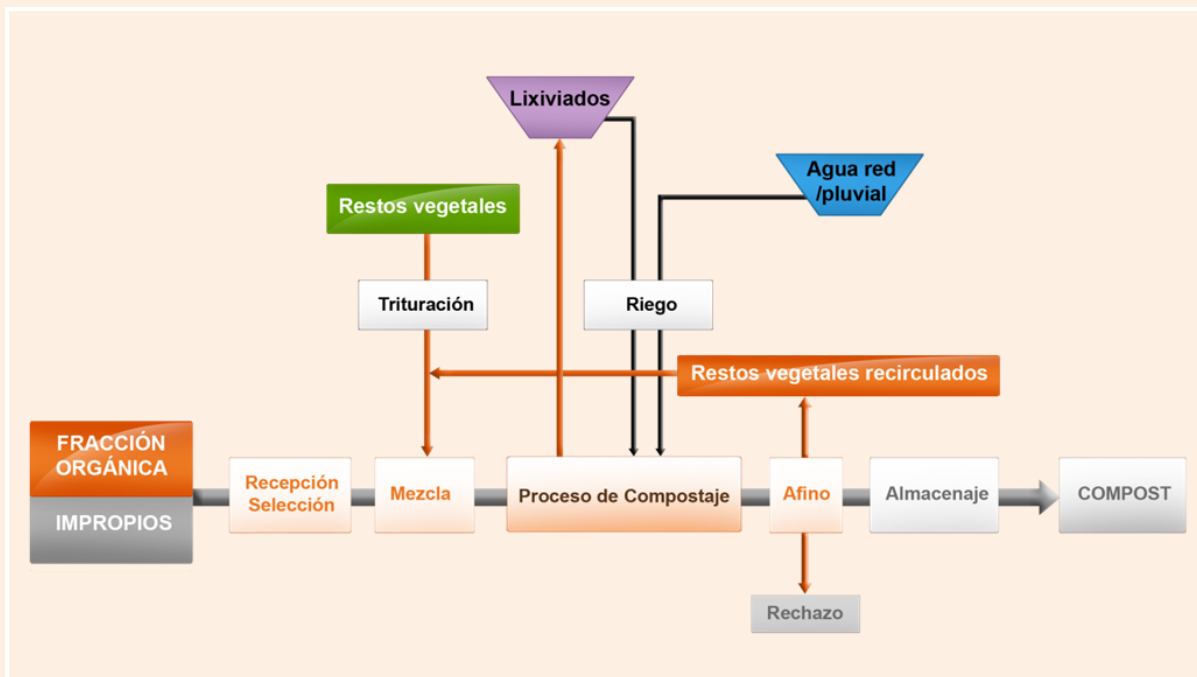 Lixiviados
Agua red
/pluvial
Restos vegetales
Trituración
Riego
Restos vegetales recirculados
FRACCIÓN
ORGÁNICA
IMPROPIOS
Recepción
Selección
Mezcla
Proceso de Compostaje
Afino
Almacenaje
COMPOST
Rechazo